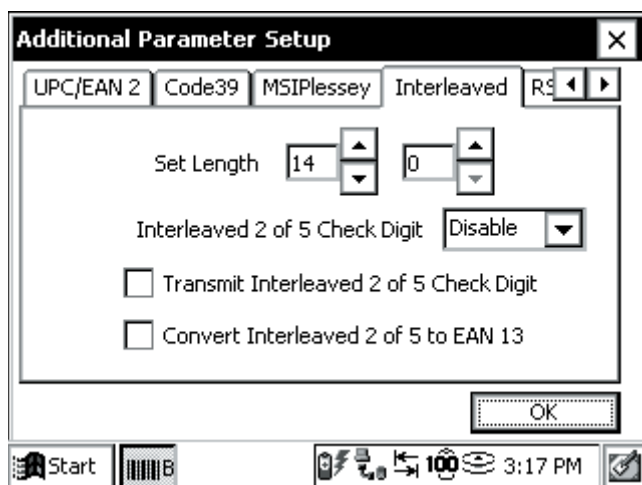 Additional Parameter Setup
UPC/EAN 2 Code39 MSIPlessey Interleaved RS
Set Length 14 0
Interleaved 2 of 5 Check Digit Disable
Transmit Interleaved 2 of 5 Check Digit
Convert Interleaved 2 of 5 to EAN 13
OK
Start B 100 3:17 PM